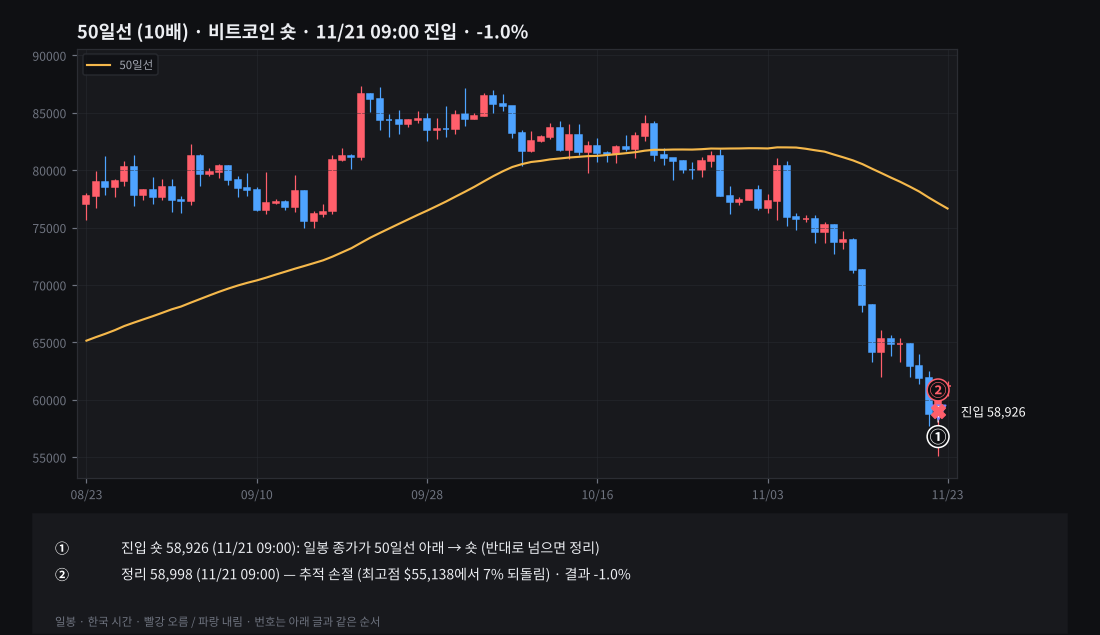 50일선 (10배) · 비트코인 숏 · 11/21 09:00 진입 · -1.0%
50일선
90000
85000
80000
75000
70000
65000
60000
55000
②
진입 58,926
①
08/23 09/10 09/28 10/16 11/03 11/23
① 진입 숏 58,926 (11/21 09:00): 일봉 종가가 50일선 아래 → 숏 (반대로 넘으면 정리)
② 정리 58,998 (11/21 09:00) — 추적 손절 (최고점 $55,138에서 7% 되돌림) · 결과 -1.0%
일봉 · 한국 시간 · 빨강 오름 / 파랑 내림 · 번호는 아래 글과 같은 순서